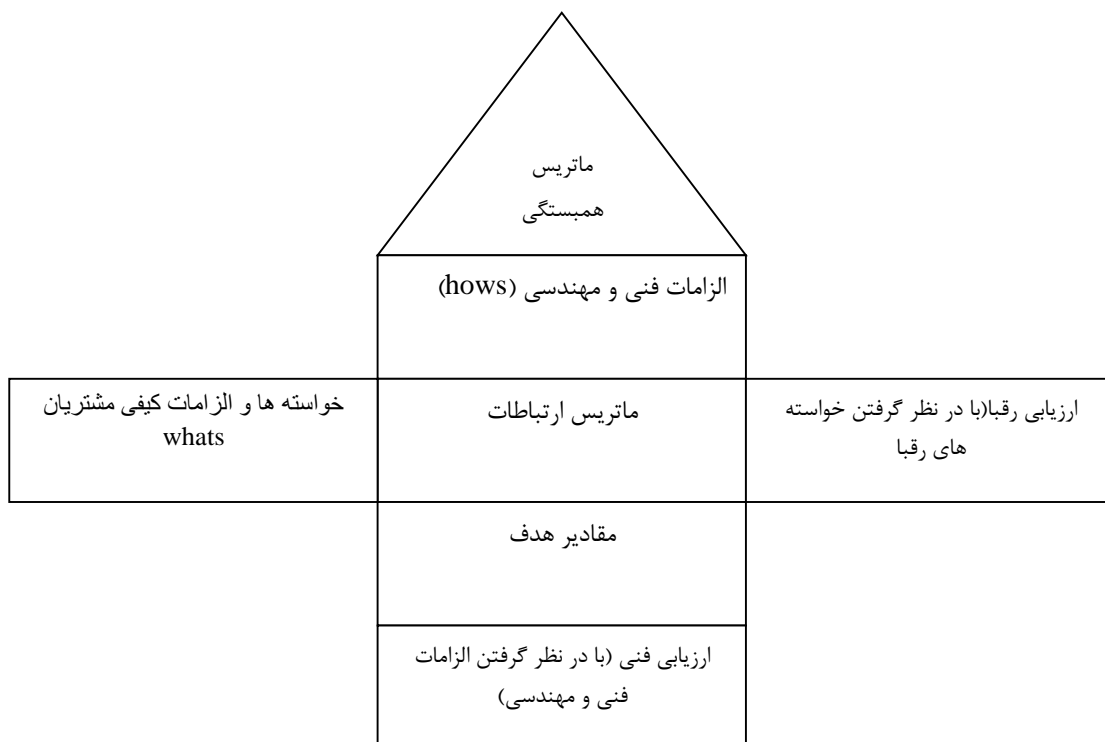 ماتریس
همبستگی
الزامات فنی و مهندسی (hows)
خواسته ها و الزامات کیفی مشتریان
whats
ماتریس ارتباطات
ارزیابی رقبا(با در نظر گرفتن خواسته
های رقبا
مقادیر هدف
ارزیابی فنی (با در نظر گرفتن الزامات
فنی و مهندسی)